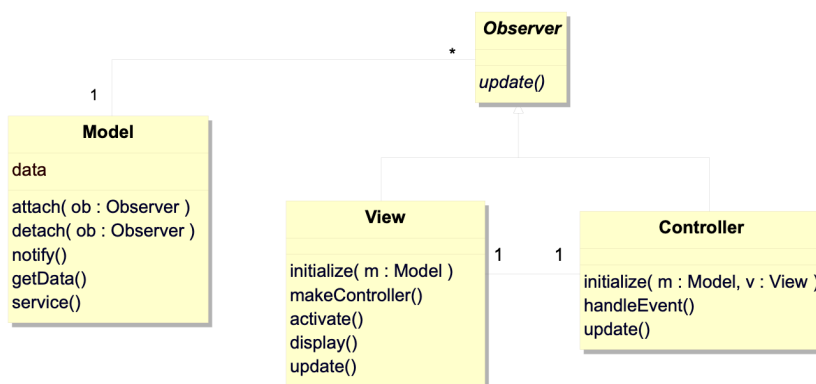 Observer
*
update()
1
Model
data
attach( ob : Observer )
detach( ob : Observer )
notify()
getData()
service()
View
initialize( m : Model )
makeController()
activate()
display()
update()
1
1
Controller
initialize( m : Model, v : View )
handleEvent()
update()